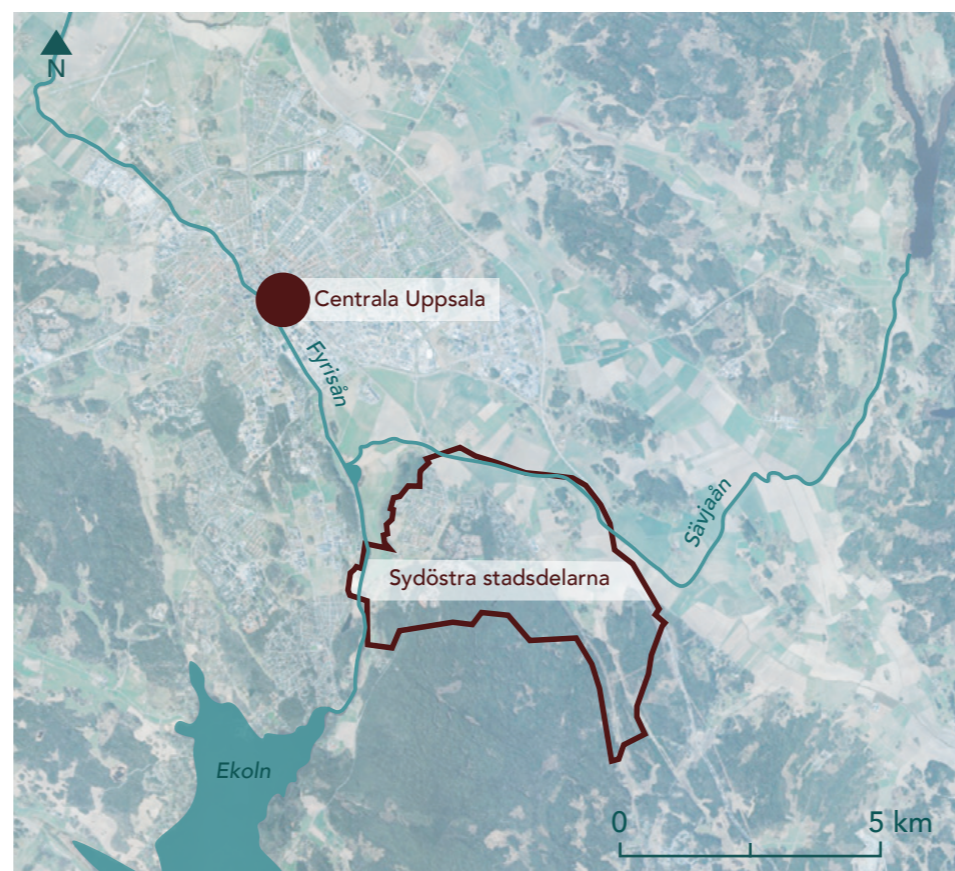 N
Centrala Uppsala
Fyrisån
Sävjaån
Sydöstra stadsdelarna
Ekoln
0 5 km